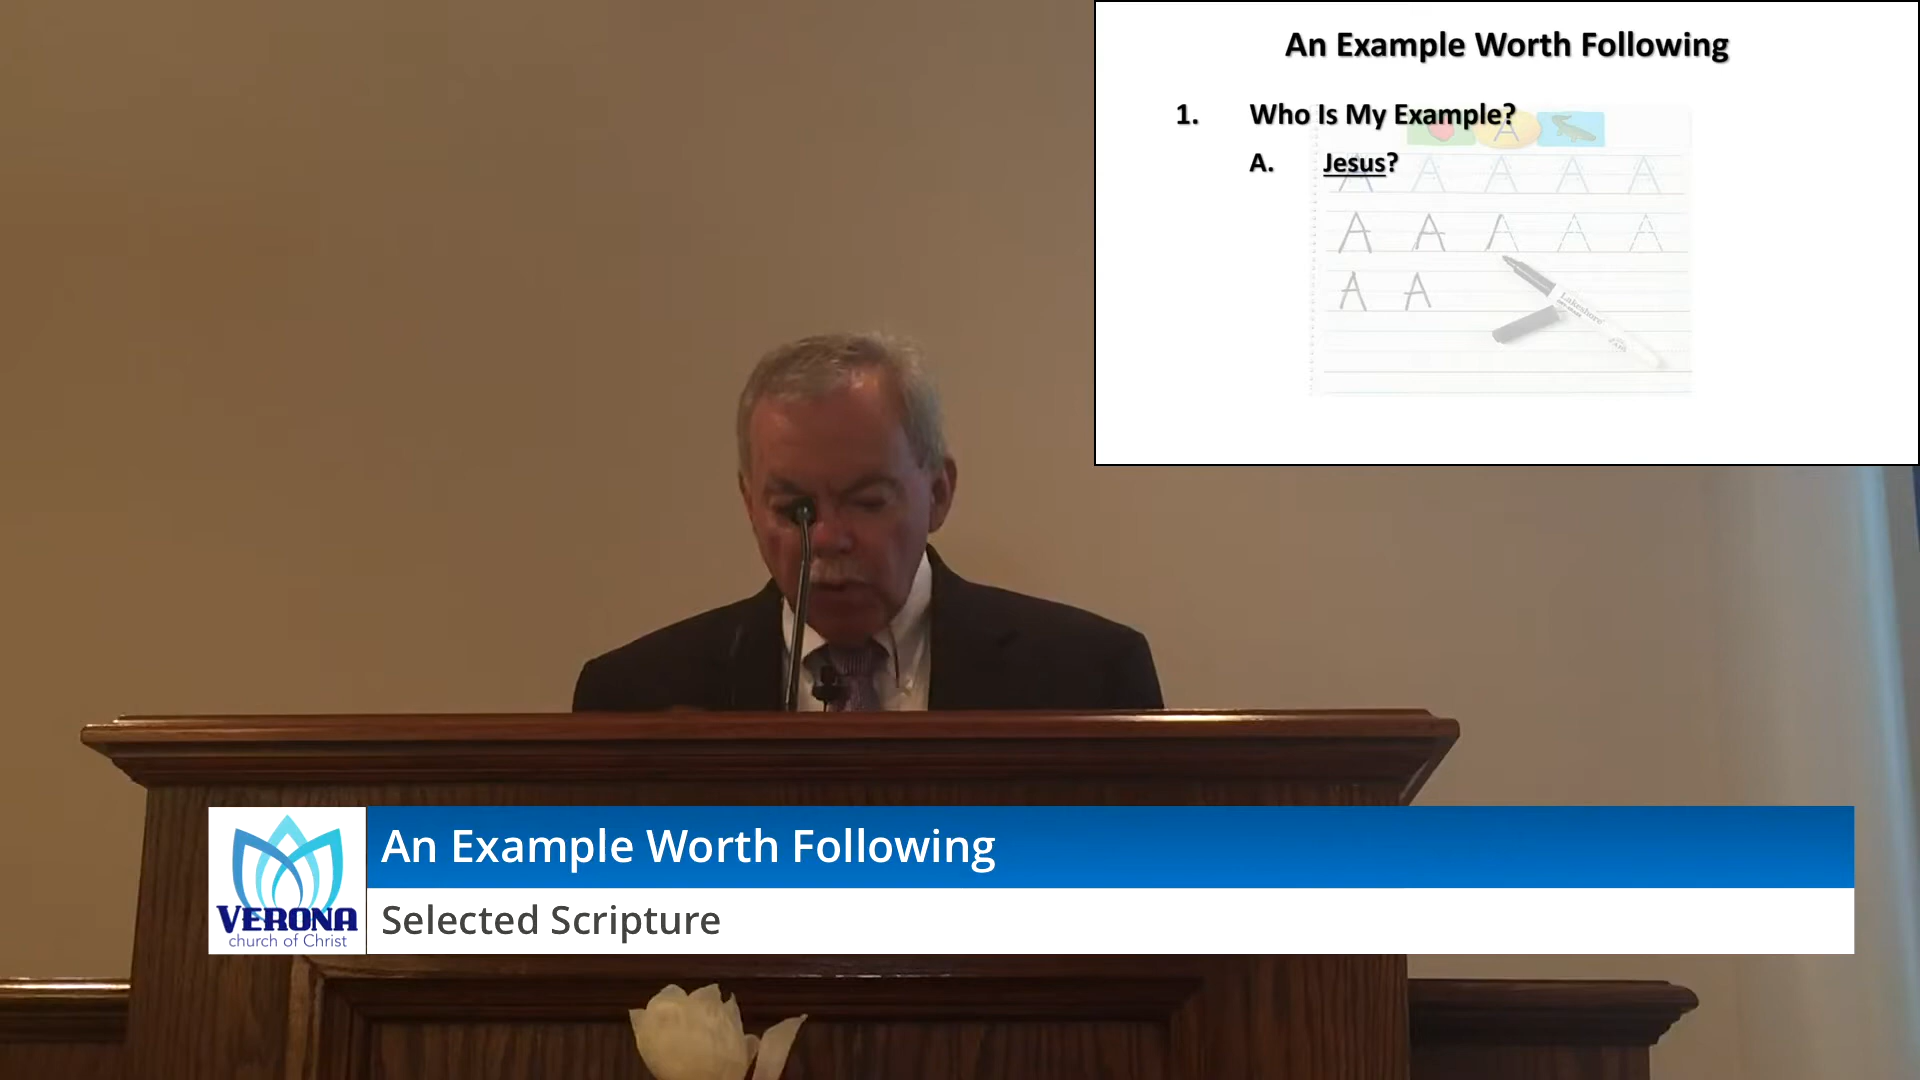 An Example Worth Following
1. Who Is My Example?
A
A. Jesus?
A A A A A
A A A A A
A A
Lakeshore
An Example Worth Following
Selected Scripture
VERONA
church of Christ